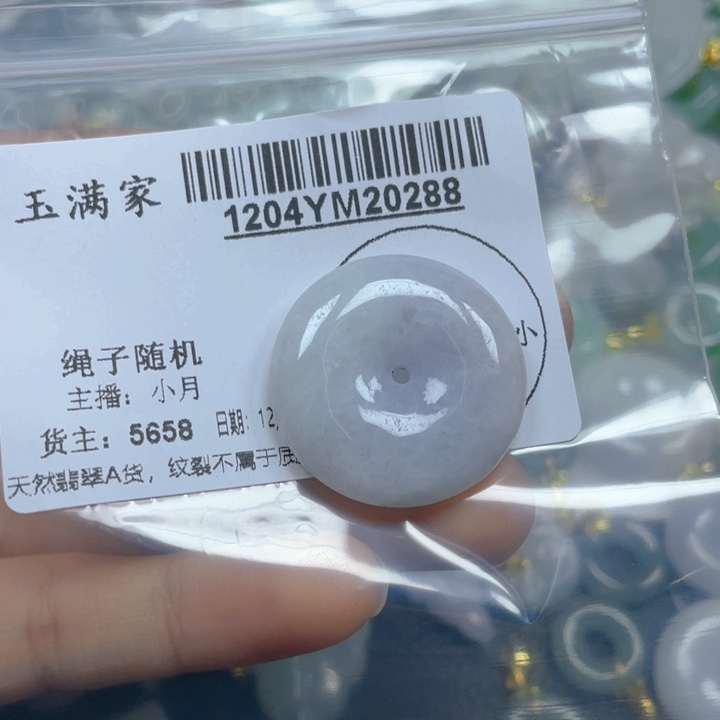 玉满家
1204YM20288
小
绳子随机
主播：小月
货主：5658 日期：12,
天然翡翠A货，纹裂不属于